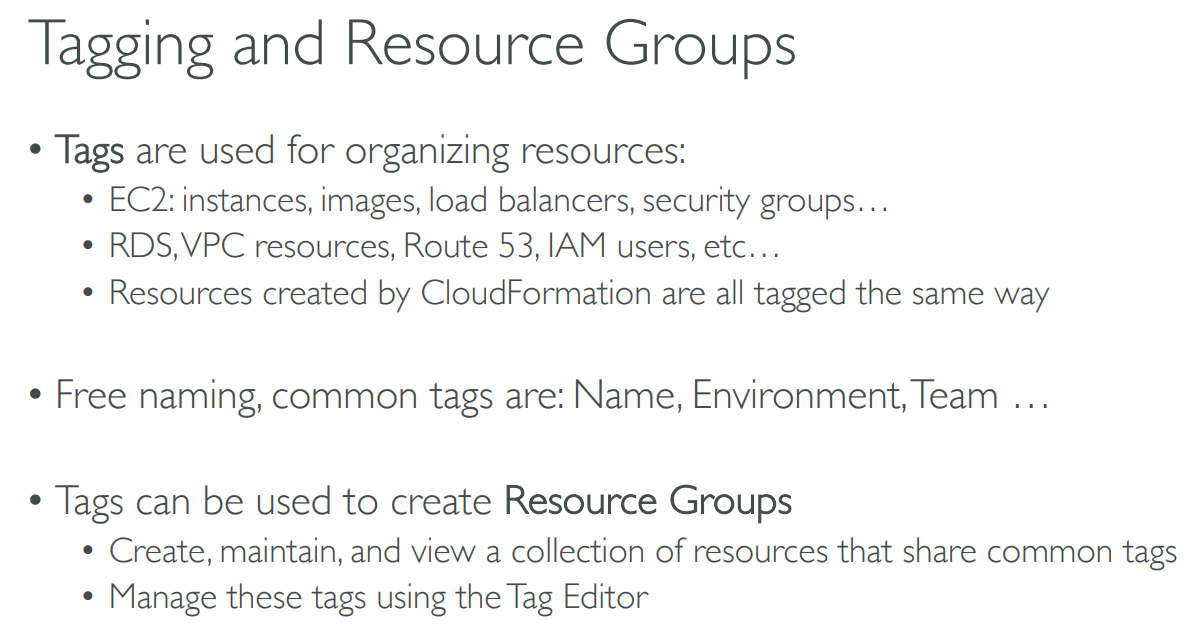 Tagging and Resource Groups
• Tags are used for organizing resources:
• EC2: instances, images, load balancers, security groups…
• RDS, VPC resources, Route 53, IAM users, etc…
• Resources created by CloudFormation are all tagged the same way
• Free naming, common tags are: Name, Environment, Team …
• Tags can be used to create Resource Groups
• Create, maintain, and view a collection of resources that share common tags
• Manage these tags using the Tag Editor